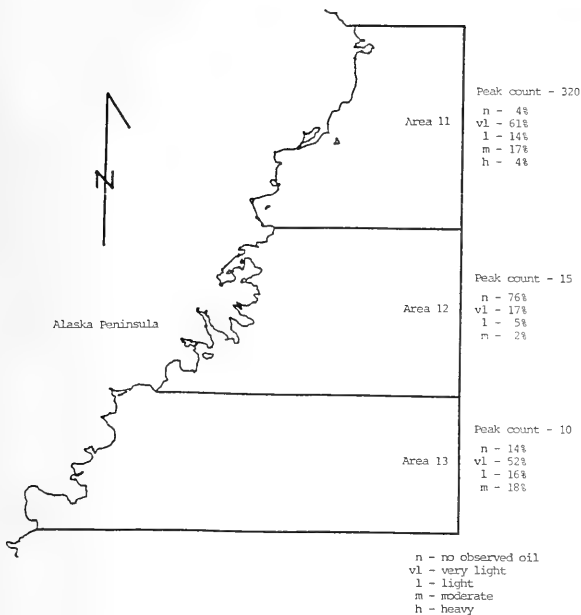 Peak count - 320
Area 11
n - 4%
vl - 61%
l - 14%
m - 17%
h - 4%
N
Peak count - 15
Area 12
n - 76%
vl - 17%
l - 5%
m - 2%
Alaska Peninsula
Peak count - 10
Area 13
n - 14%
vl - 52%
l - 16%
m - 18%
n - no observed oil
vl - very light
l - light
m - moderate
h - heavy